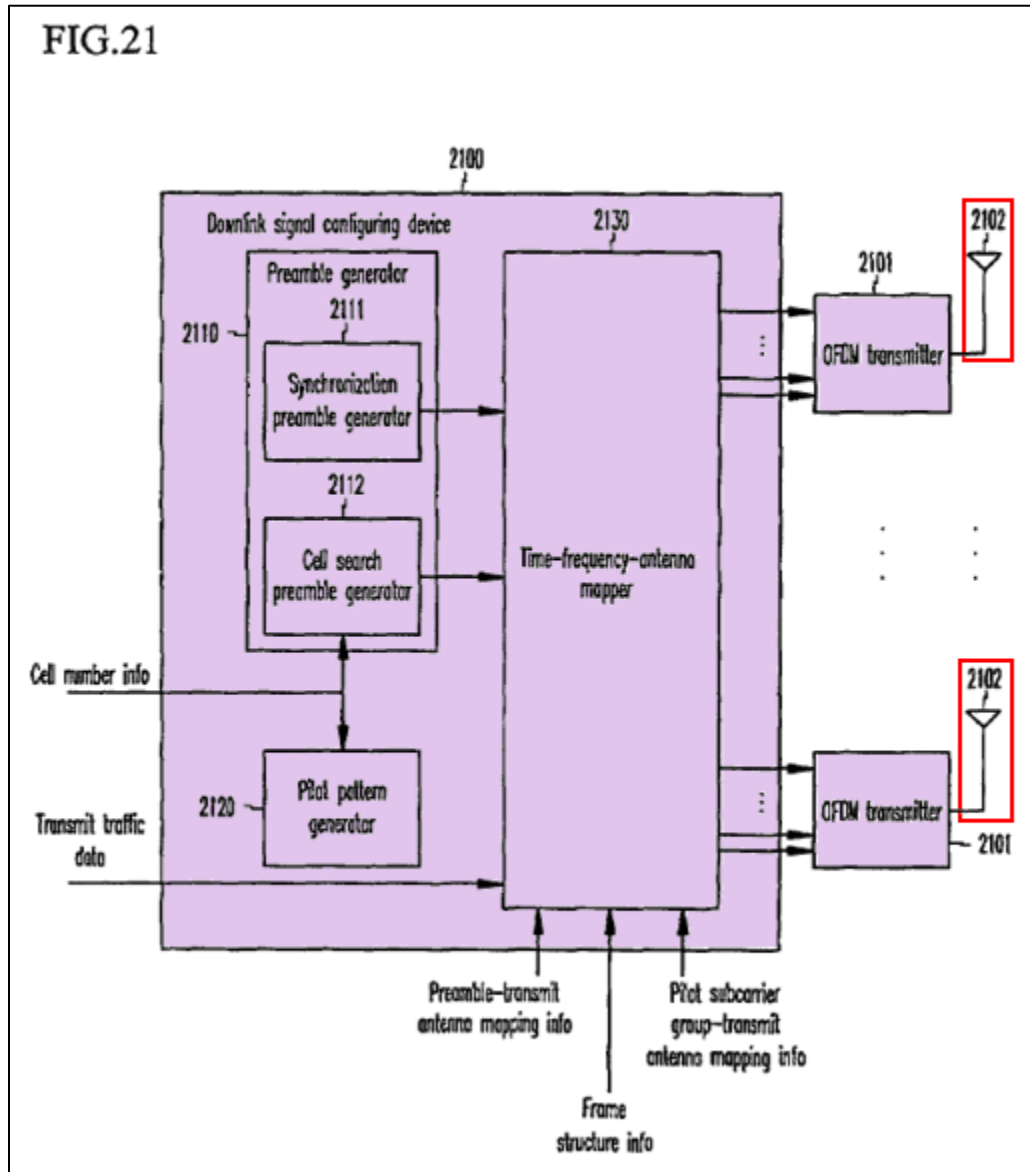 FIG.21
2100
Downlink signal configuring device
2130
2102
Preamble generator
2101
2110
2111
Synchronization
preamble generator
OFDM transmitter
2112
Cell search
preamble generator
Time-frequency-antenna
mapper
Cell number info
2102
2120
Pilot pattern
generator
OFDM transmitter
2101
Transmit traffic
data
Preamble-transmit
antenna mapping info
Pilot subcarrier
group-transmit
antenna mapping info
Frame
structure info